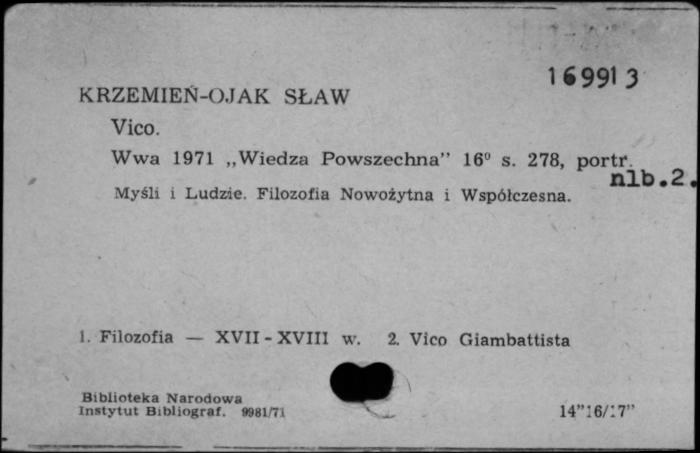 169913
KRZEMIEŃ-OJAK SŁAW
Vico.
Wwa 1971 „Wiedza Powszechna” 16⁰ s. 278, portr.
nlb.2.
Myśli i Ludzie. Filozofia Nowożytna i Współczesna.
1. Filozofia — XVII - XVIII w. 2. Vico Giambattista
Biblioteka Narodowa
Instytut Bibliograf. 9981/71
14”16/17”